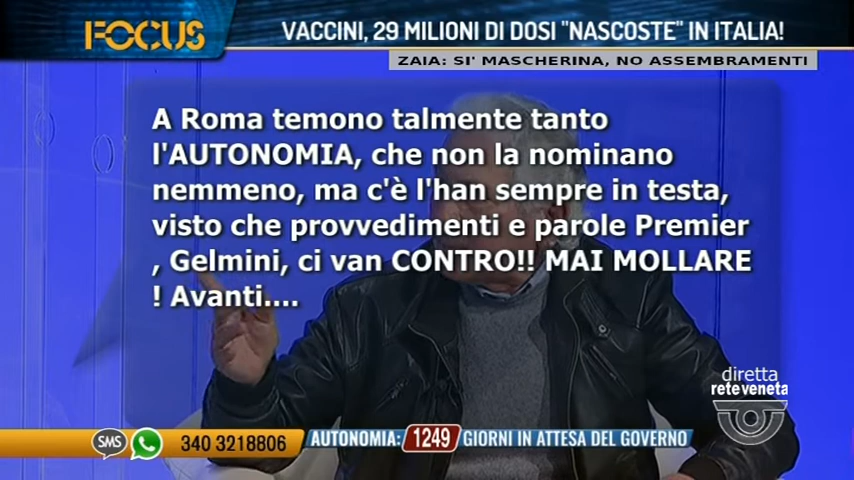 FOCUS
VACCINI, 29 MILIONI DI DOSI "NASCOSTE" IN ITALIA!
ZAIA: SI' MASCHERINA, NO ASSEMBRAMENTI
A Roma temono talmente tanto
l'AUTONOMIA, che non la nominano
nemmeno, ma c'è l'han sempre in testa,
visto che provvedimenti e parole Premier
, Gelmini, ci van CONTRO!! MAI MOLLARE
! Avanti....
diretta
reteveneta
SMS 340 3218806
AUTONOMIA: 1249 GIORNI IN ATTESA DEL GOVERNO